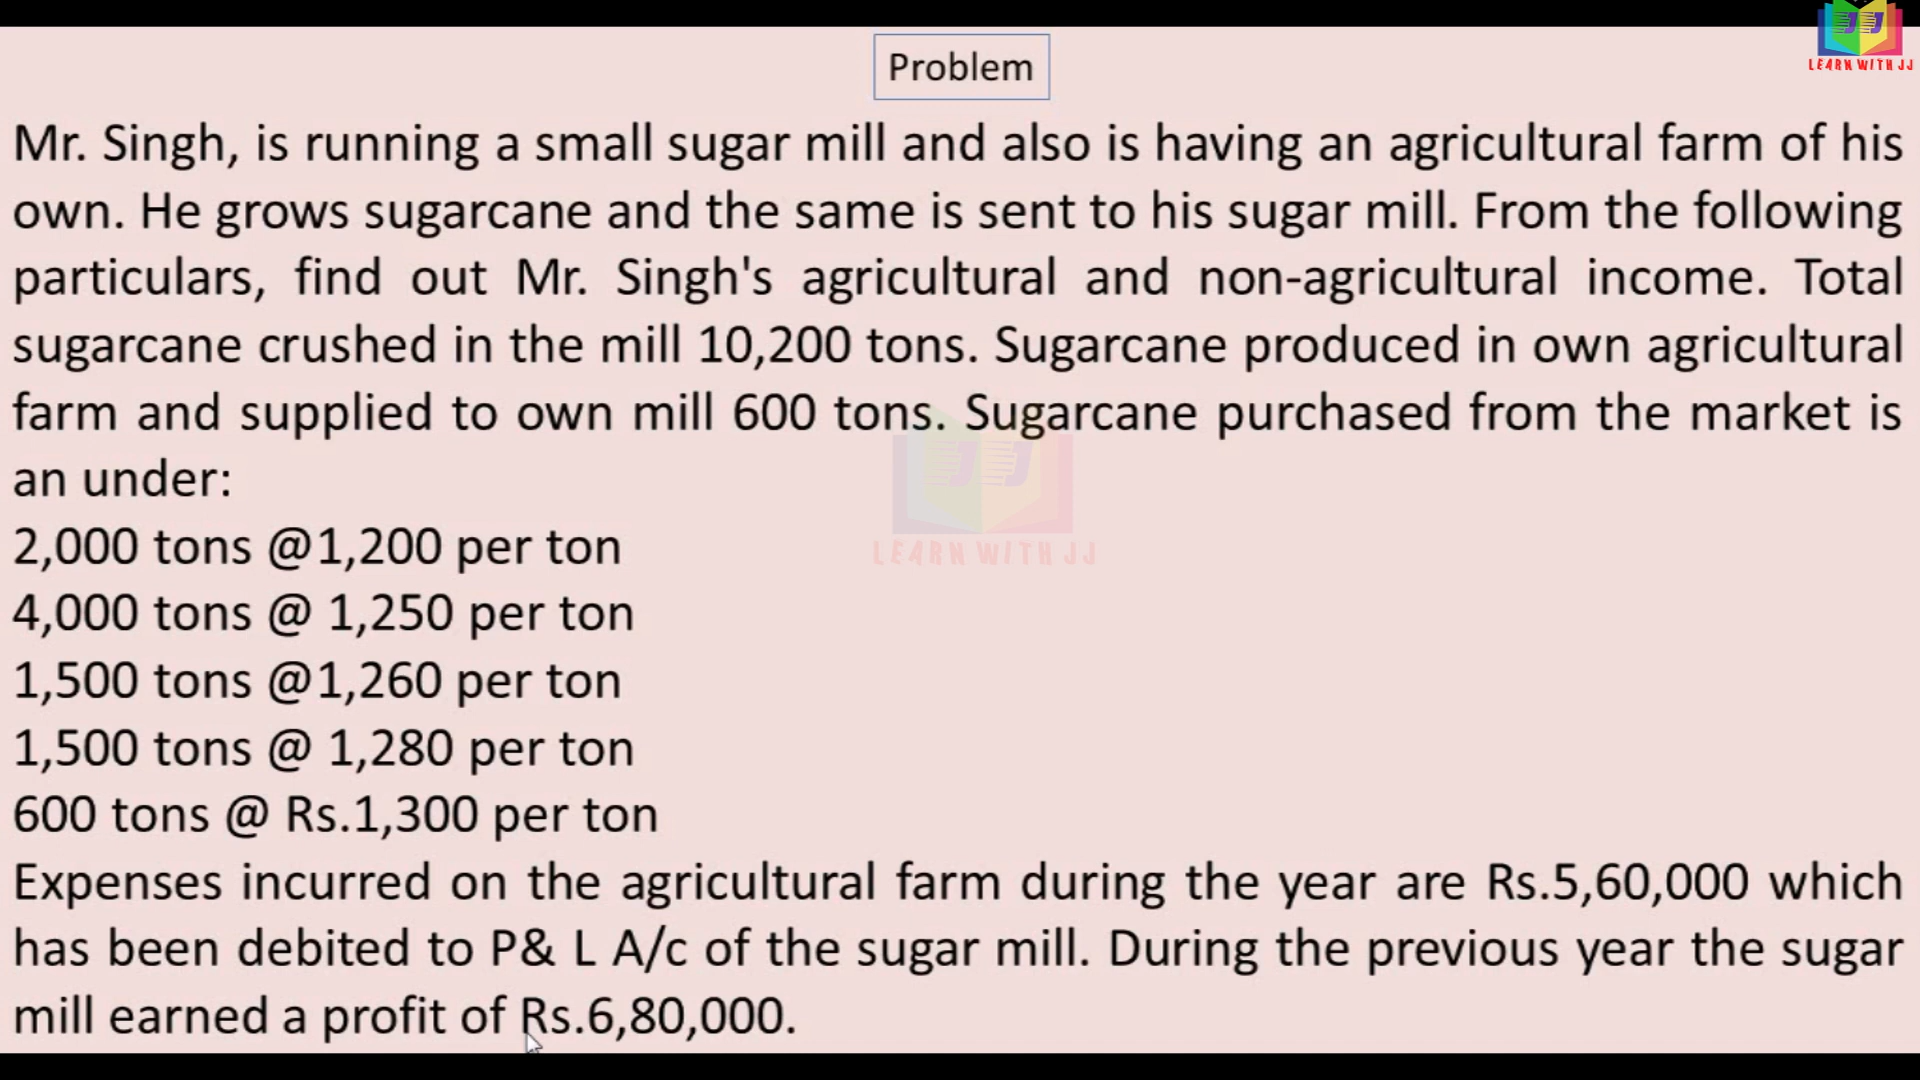 Problem
LEARN WITH JJ
Mr. Singh, is running a small sugar mill and also is having an agricultural farm of his
own. He grows sugarcane and the same is sent to his sugar mill. From the following
particulars, find out Mr. Singh's agricultural and non-agricultural income. Total
sugarcane crushed in the mill 10,200 tons. Sugarcane produced in own agricultural
farm and supplied to own mill 600 tons. Sugarcane purchased from the market is
an under:
2,000 tons @1,200 per ton
LEARN WITH JJ
4,000 tons @ 1,250 per ton
1,500 tons @1,260 per ton
1,500 tons @ 1,280 per ton
600 tons @ Rs.1,300 per ton
Expenses incurred on the agricultural farm during the year are Rs.5,60,000 which
has been debited to P& L A/c of the sugar mill. During the previous year the sugar
mill earned a profit of Rs.6,80,000.